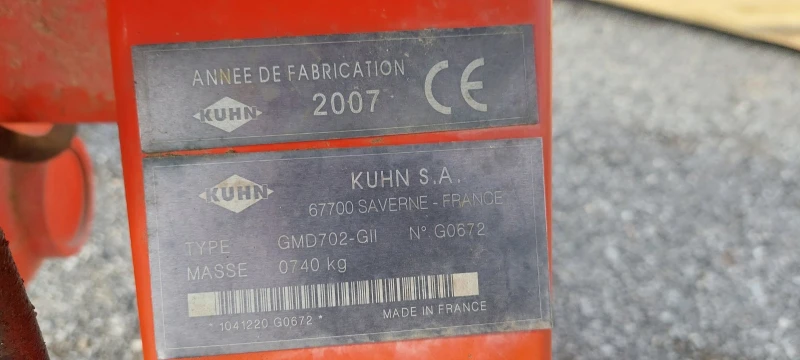 ANNEE DE FABRICATION
KUHN 2007 CE
KUHN KUHN S.A.
67700 SAVERNE - FRANCE
TYPE GMD702-GII N° G0672
MASSE 0740 kg
* 1041220 G0672 * MADE IN FRANCE